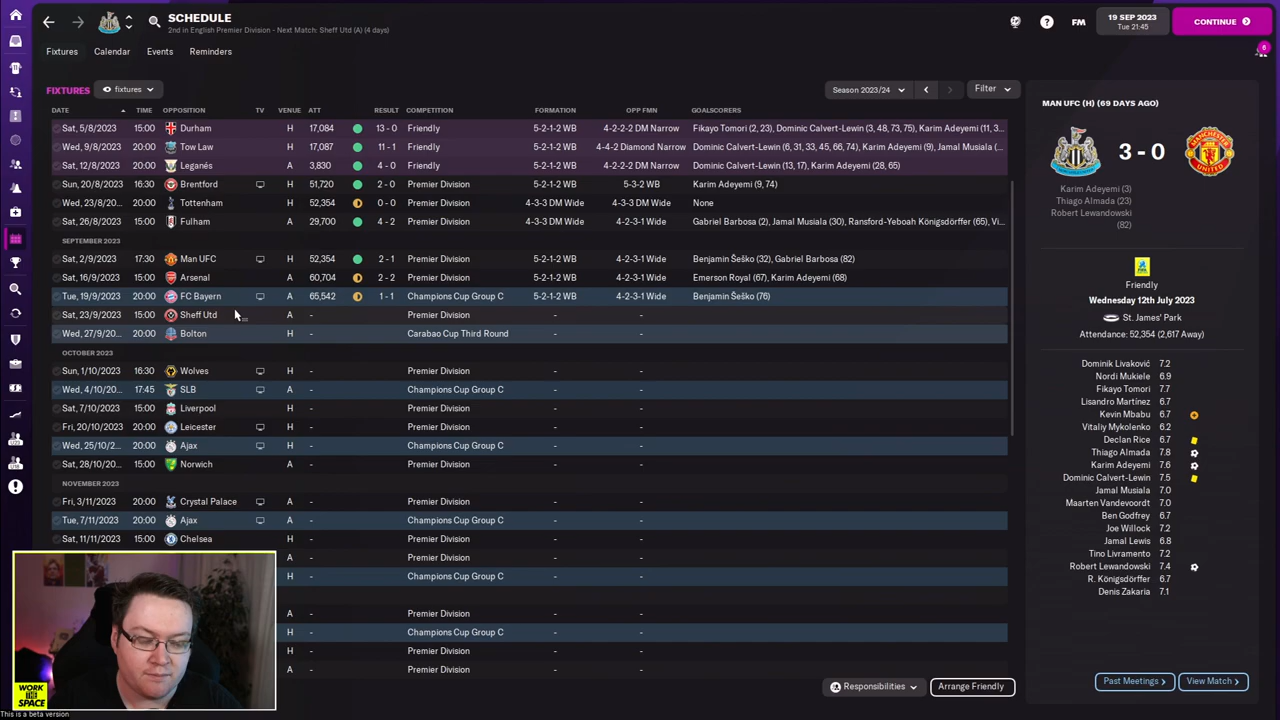 SCHEDULE
2nd in English Premier Division - Next Match: Sheff Utd (A) (4 days)
FM
19 SEP 2023
Tue 21:45
CONTINUE
6
Fixtures Calendar Events Reminders
FIXTURES fixtures Season 2023/24 Filter
DATE TIME OPPOSITION TV VENUE ATT RESULT COMPETITION FORMATION OPP FMN GOALSCORERS
Sat, 5/8/2023 15:00 Durham H 17,084 13 - 0 Friendly 5-2-1-2 WB 4-2-2-2 DM Narrow Fikayo Tomori (2, 23), Dominic Calvert-Lewin (3, 48, 73, 75), Karim Adeyemi (11, 3...
Wed, 9/8/2023 20:00 Tow Law H 17,087 11 - 1 Friendly 5-2-1-2 WB 4-4-2 Diamond Narrow Dominic Calvert-Lewin (6, 31, 33, 45, 66, 74), Karim Adeyemi (9), Jamal Musiala (...
Sat, 12/8/2023 20:00 Leganés A 3,830 4 - 0 Friendly 5-2-1-2 WB 4-2-2-2 DM Narrow Dominic Calvert-Lewin (13, 17), Karim Adeyemi (28, 65)
Sun, 20/8/2023 16:30 Brentford H 51,720 2 - 0 Premier Division 5-2-1-2 WB 5-3-2 WB Karim Adeyemi (9, 74)
Wed, 23/8/2023 20:00 Tottenham H 52,354 0 - 0 Premier Division 4-3-3 DM Wide 4-3-3 DM Wide None
Sat, 26/8/2023 15:00 Fulham A 29,700 4 - 2 Premier Division 5-2-1-2 WB 4-2-3-1 Wide Gabriel Barbosa (2), Jamal Musiala (30), Ransford-Yeboah Königsdörffer (65), Vi...
SEPTEMBER 2023
Sat, 2/9/2023 17:30 Man UFC H 52,354 2 - 1 Premier Division 5-2-1-2 WB 4-2-3-1 Wide Benjamin Šeško (32), Gabriel Barbosa (82)
Sat, 16/9/2023 15:00 Arsenal A 60,704 2 - 2 Premier Division 5-2-1-2 WB 4-2-3-1 Wide Emerson Royal (67), Karim Adeyemi (68)
Tue, 19/9/2023 20:00 FC Bayern A 65,542 1 - 1 Champions Cup Group C 5-2-1-2 WB 4-2-3-1 Wide Benjamin Šeško (76)
Sat, 23/9/2023 15:00 Sheff Utd A - - Premier Division - -
Wed, 27/9/20... 20:00 Bolton H - - Carabao Cup Third Round - -
OCTOBER 2023
Sun, 1/10/2023 16:30 Wolves H - - Premier Division - -
Wed, 4/10/20... 17:45 SLB A - - Champions Cup Group C - -
Sat, 7/10/2023 15:00 Liverpool H - - Premier Division - -
Fri, 20/10/2023 20:00 Leicester H - - Premier Division - -
Wed, 25/10/2... 20:00 Ajax H - - Champions Cup Group C - -
Sat, 28/10/20... 15:00 Norwich A - - Premier Division - -
NOVEMBER 2023
Fri, 3/11/2023 20:00 Crystal Palace A - - Premier Division - -
Tue, 7/11/2023 20:00 Ajax A - - Champions Cup Group C - -
Sat, 11/11/2023 15:00 Chelsea H - - Premier Division - -
A - - Premier Division - -
H - - Champions Cup Group C - -
A - - Premier Division - -
H - - Champions Cup Group C - -
H - - Premier Division - -
A - - Premier Division - -
Responsibilities Arrange Friendly
MAN UFC (H) (69 DAYS AGO)
3 - 0
Karim Adeyemi (3)
Thiago Almada (23)
Robert Lewandowski
(82)
Friendly
Wednesday 12th July 2023
St. James' Park
Attendance: 52,354 (2,617 Away)
Dominik Livaković 7.2
Nordi Mukiele 6.9
Fikayo Tomori 7.7
Lisandro Martínez 6.7
Kevin Mbabu 6.7
Vitaliy Mykolenko 6.2
Declan Rice 6.7
Thiago Almada 7.8
Karim Adeyemi 7.6
Dominic Calvert-Lewin 7.5
Jamal Musiala 7.0
Maarten Vandevoordt 7.0
Ben Godfrey 6.7
Joe Willock 7.2
Jamal Lewis 6.8
Tino Livramento 7.2
Robert Lewandowski 7.4
R. Königsdörffer 6.7
Denis Zakaria 7.1
Past Meetings View Match
WORK
THE
SPACE
This is a beta version